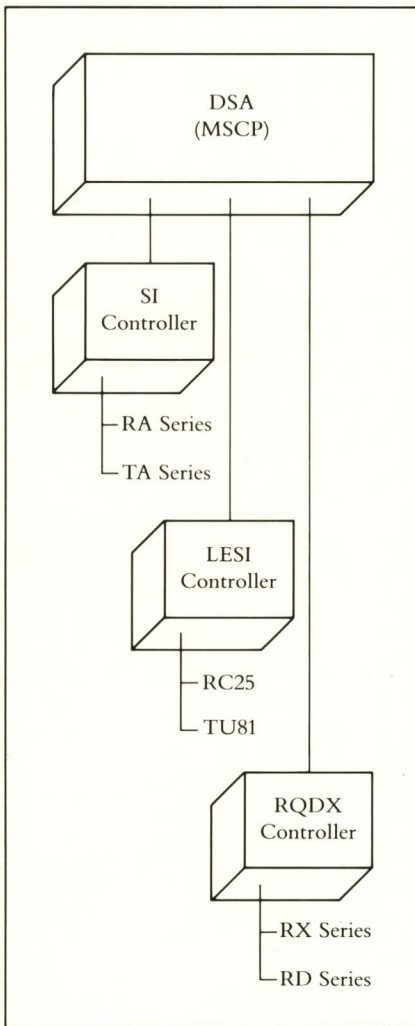 DSA
(MSCP)
SI
Controller
RA Series
TA Series
LESI
Controller
RC25
TU81
RQDX
Controller
RX Series
RD Series